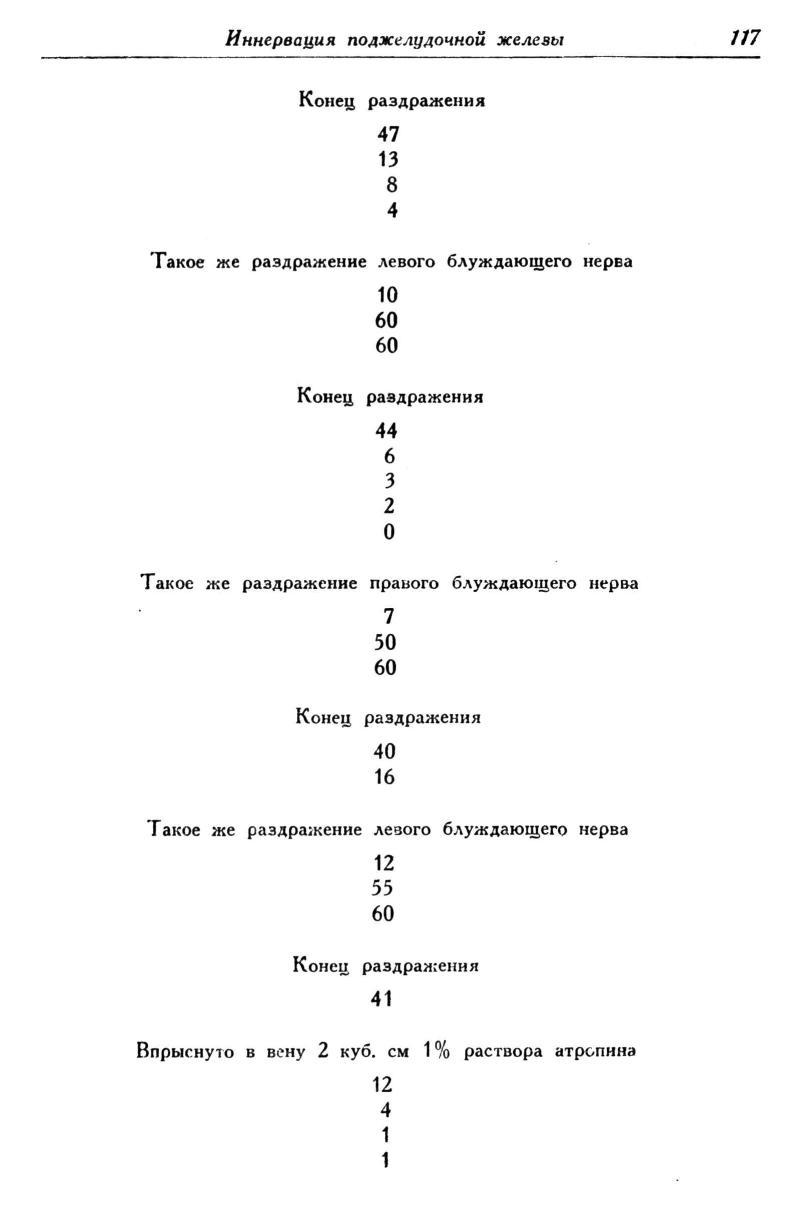 Иннервация поджелудочной железы 117
Конец раздражения
47
13
8
4
Такое же раздражение левого блуждающего нерва
10
60
60
Конец раздражения
44
6
3
2
0
Такое же раздражение правого блуждающего нерва
7
50
60
Конец раздражения
40
16
Такое же раздражение левого блуждающего нерва
12
55
60
Конец раздражения
41
Впрыснуто в вену 2 куб. см 1% раствора атропина
12
4
1
1